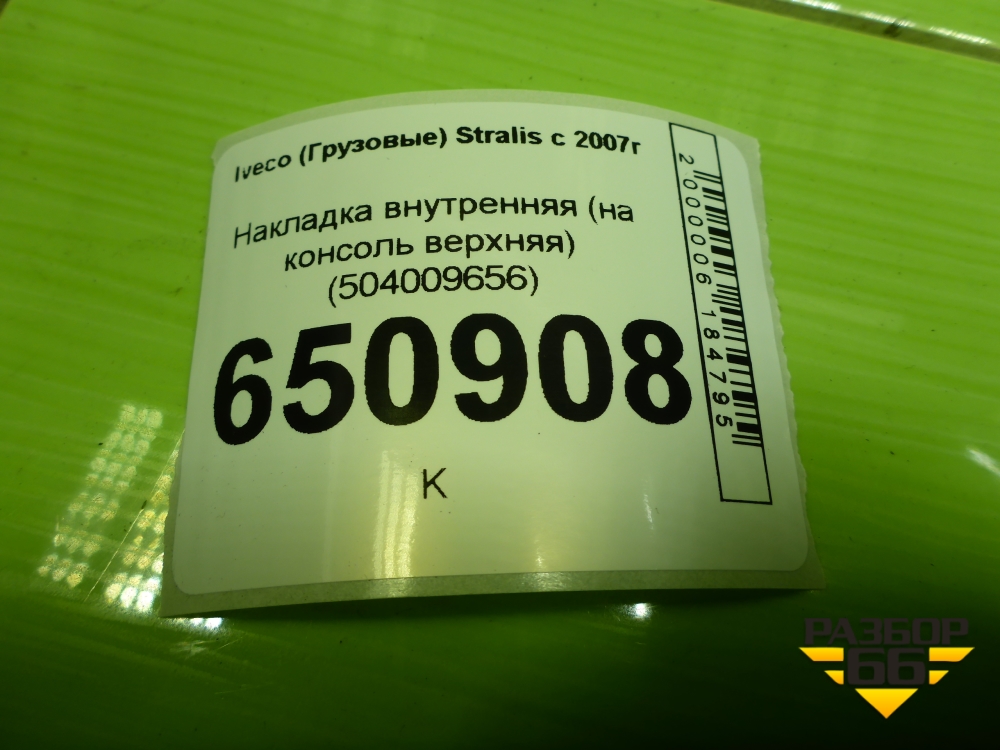 Iveco (Грузовые) Stralis с 2007г
Накладка внутренняя (на
консоль верхняя)
(504009656)
650908
К
2000006184795
РАЗБОР
66